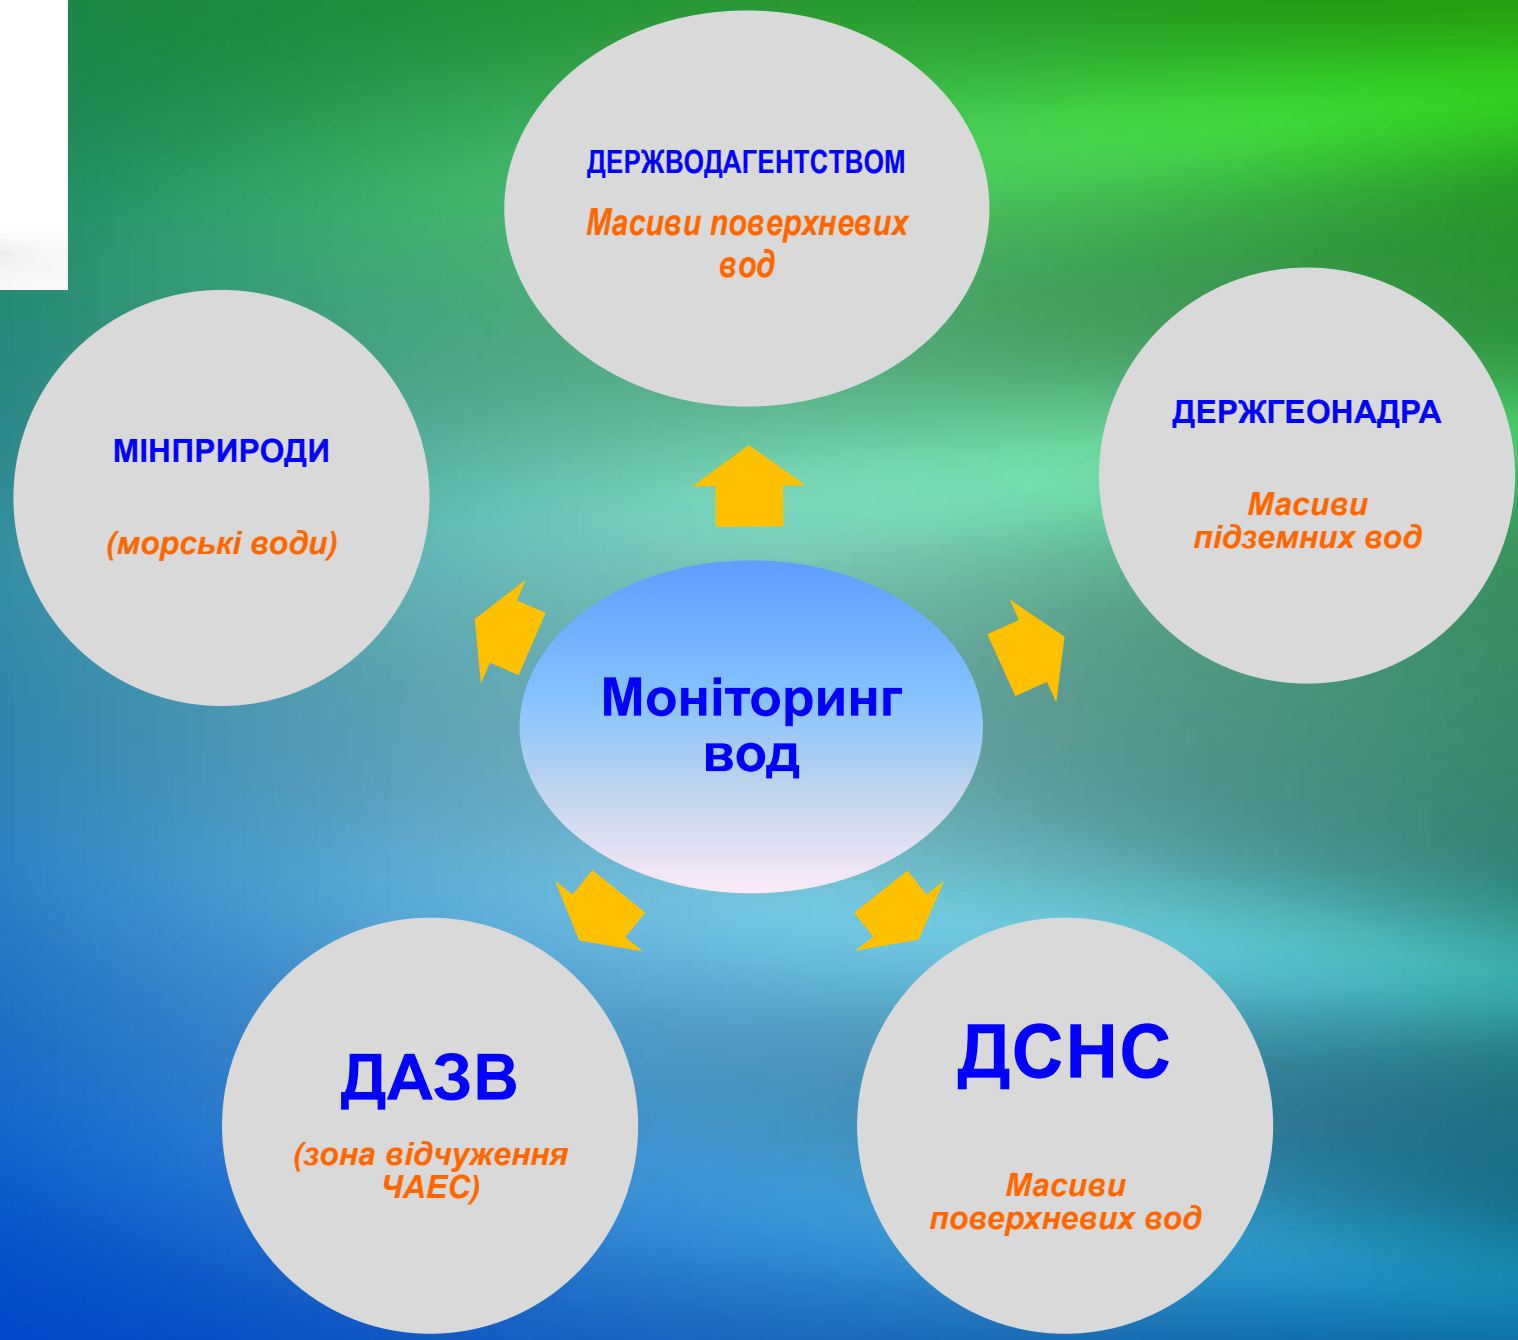 ДЕРЖВОДАГЕНТСТВОМ
Масиви поверхневих
вод
МІНПРИРОДИ
(морські води)
ДЕРЖГЕОНАДРА
Масиви
підземних вод
Моніторинг
вод
ДАЗВ
(зона відчуження
ЧАЕС)
ДСНС
Масиви
поверхневих вод